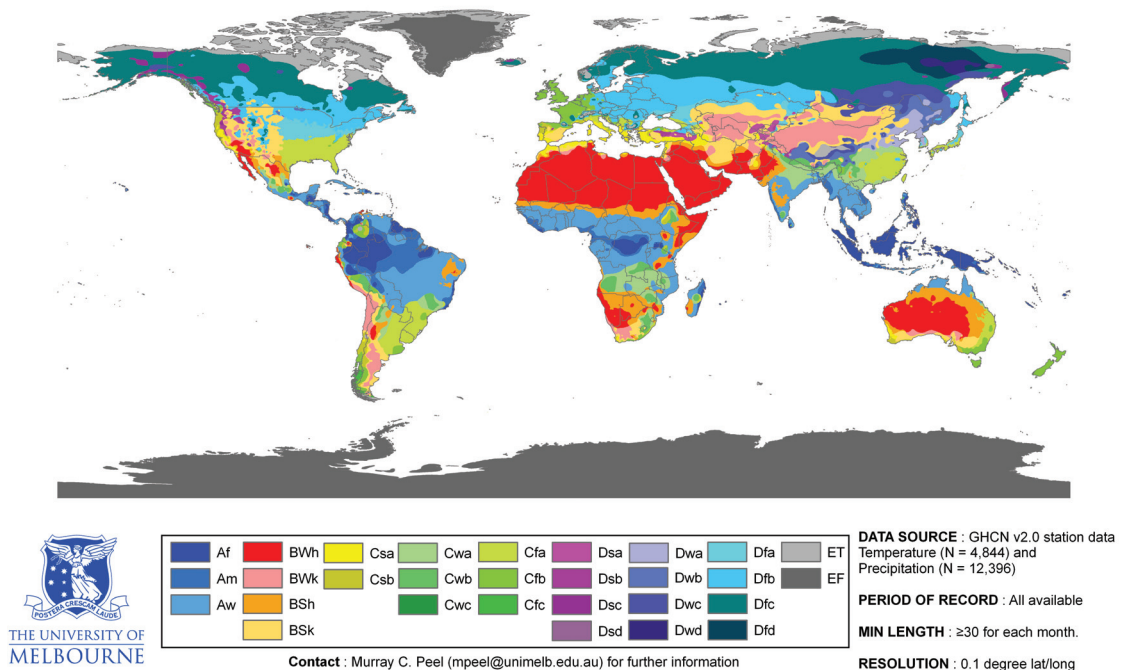 Af
Am
Aw
BWh
BWk
BSh
BSk
Csa
Csb
Cwa
Cwb
Cwc
Cfa
Cfb
Cfc
Dsa
Dsb
Dsc
Dsd
Dwa
Dwb
Dwc
Dwd
Dfa
Dfb
Dfc
Dfd
ET
EF
DATA SOURCE : GHCN v2.0 station data
Temperature (N = 4,844) and
Precipitation (N = 12,396)
PERIOD OF RECORD : All available
MIN LENGTH : ≥30 for each month.
RESOLUTION : 0.1 degree lat/long
POSTERA CRESCAM LAUDE
THE UNIVERSITY OF
MELBOURNE
Contact : Murray C. Peel (mpeel@unimelb.edu.au) for further information